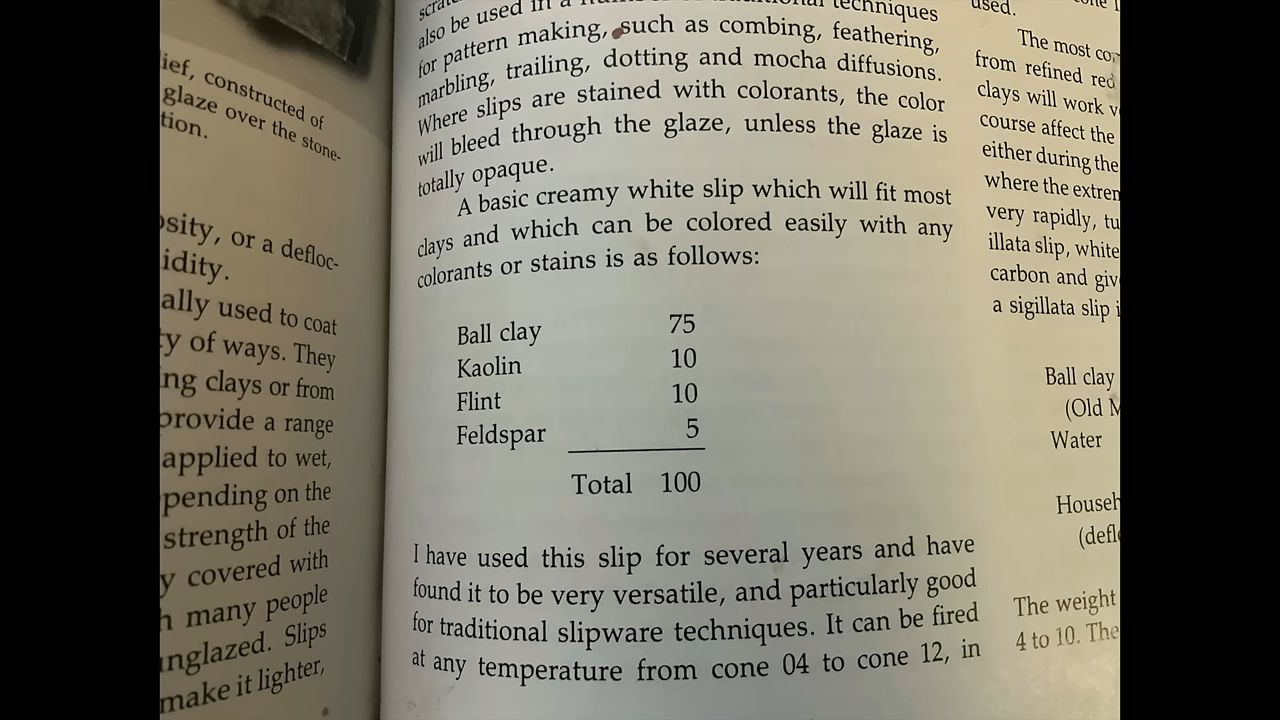 ief, constructed of
glaze over the stone-
tion.
osity, or a defloc-
idity.
ally used to coat
ty of ways. They
ng clays or from
provide a range
applied to wet,
pending on the
strength of the
y covered with
h many people
unglazed. Slips
make it lighter,
also be used in a techniques
for pattern making, such as combing, feathering,
marbling, trailing, dotting and mocha diffusions.
Where slips are stained with colorants, the color
will bleed through the glaze, unless the glaze is
totally opaque.
A basic creamy white slip which will fit most
clays and which can be colored easily with any
colorants or stains is as follows:
Ball clay 75
Kaolin 10
Flint 10
Feldspar 5
Total 100
I have used this slip for several years and have
found it to be very versatile, and particularly good
for traditional slipware techniques. It can be fired
at any temperature from cone 04 to cone 12, in
used.
The most co
from refined red
clays will work v
course affect the
either during the
where the extren
very rapidly, tu
illata slip, white
carbon and giv
a sigillata slip i
Ball clay
(Old M
Water
Househ
(deflo
The weight
4 to 10. The